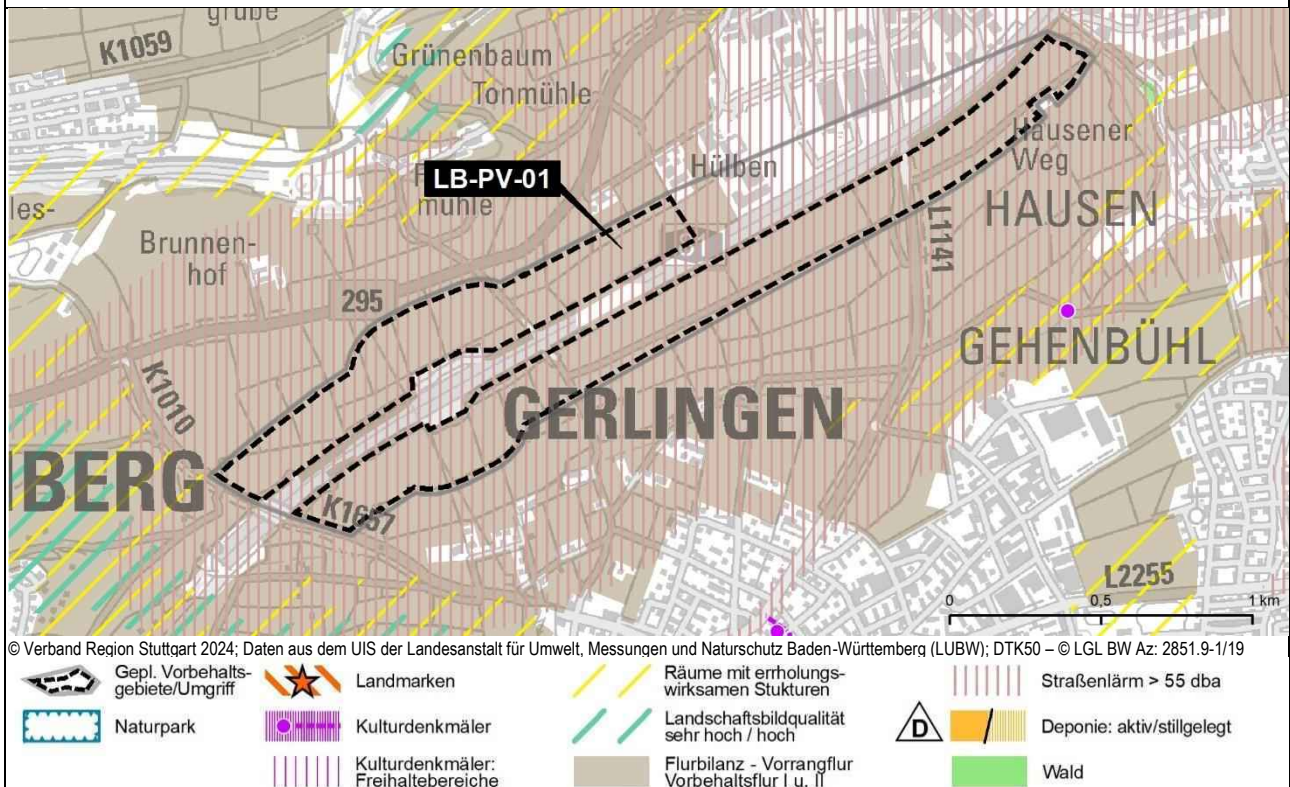 grube
K1059
Grünenbaum
Tonmühle
LB-PV-01
mühle
Hülben
Hausener
Weg
HAUSEN
les-
Brunnen-
hof
295
L1141
K1010
GEHENBÜHL
GERLINGEN
BERG
K1657
L2255
0 0,5 1 km
© Verband Region Stuttgart 2024; Daten aus dem UIS der Landesanstalt für Umwelt, Messungen und Naturschutz Baden-Württemberg (LUBW); DTK50 – © LGL BW Az: 2851.9-1/19
Gepl. Vorbehalts-
gebiete/Umgriff
Naturpark
Landmarken
Kulturdenkmäler
Kulturdenkmäler:
Freihaltebereiche
Räume mit errholungs-
wirksamen Stukturen
Landschaftsbildqualität
sehr hoch / hoch
Flurbilanz - Vorrangflur
Vorbehaltsflur I u. II
Straßenlärm > 55 dba
D
Deponie: aktiv/stillgelegt
Wald